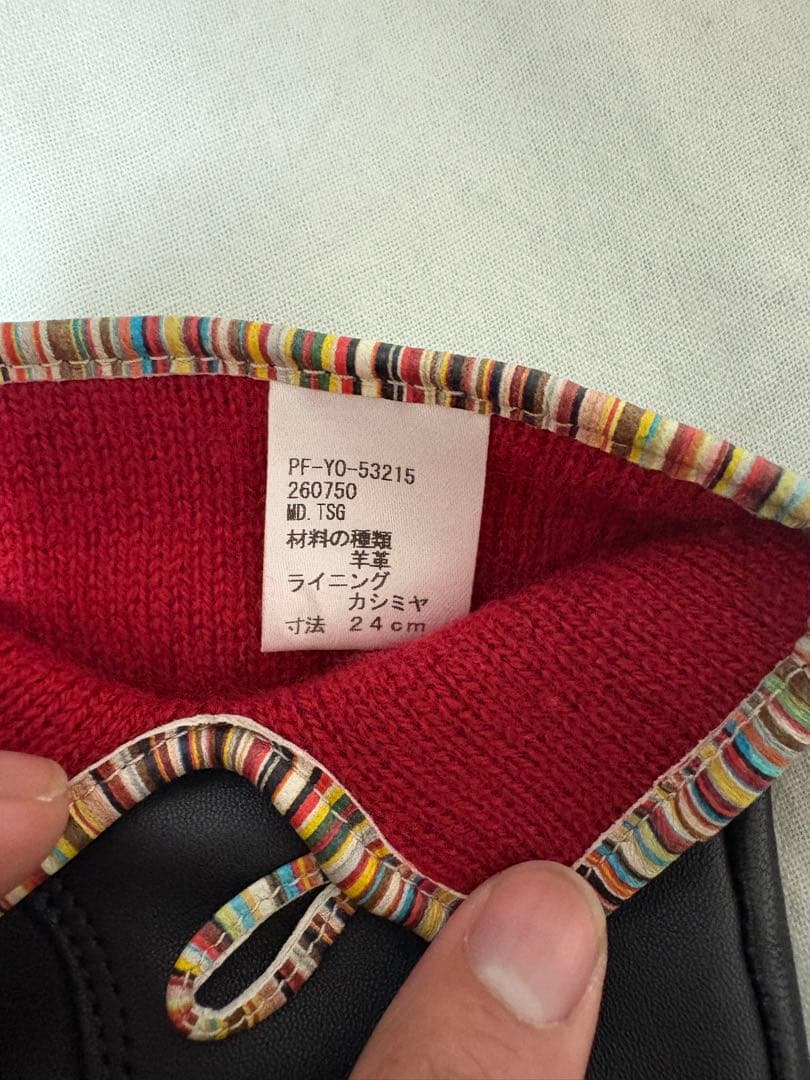 PF-YO-53215
260750
MD.TSG
材料の種類
羊革
ライニング
カシミヤ
寸法 24cm